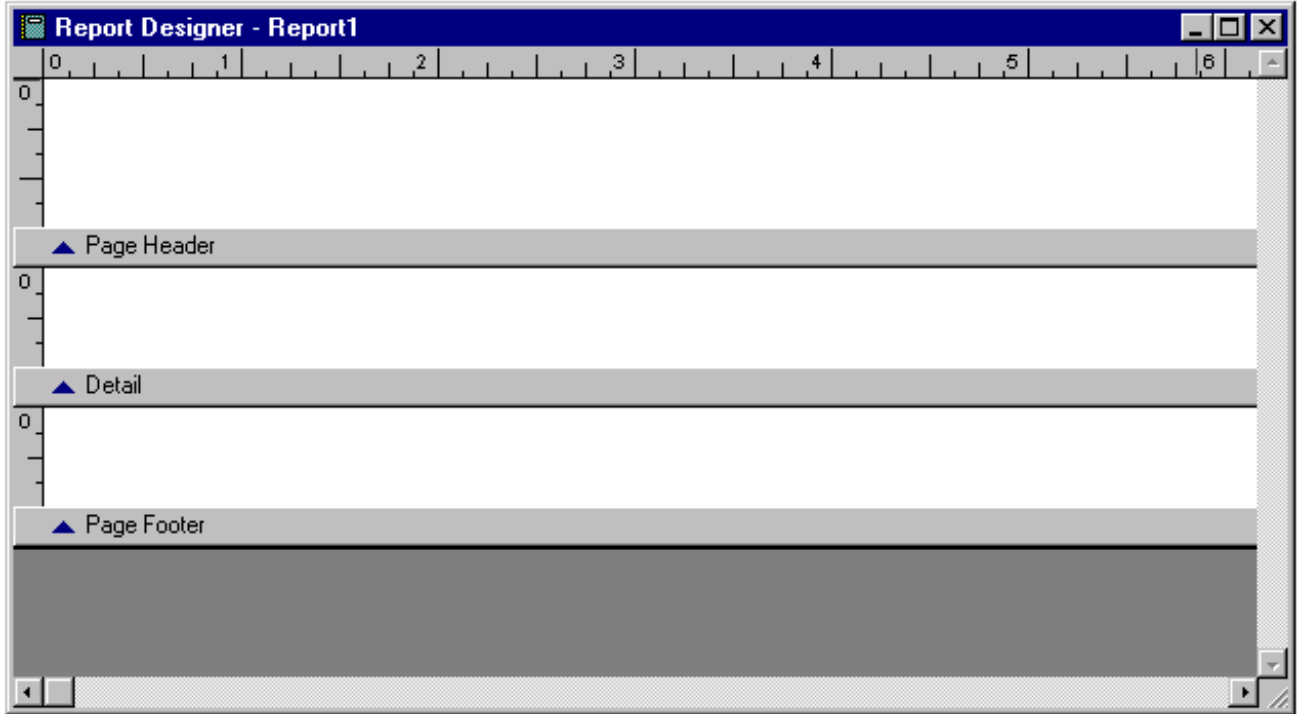 Report Designer - Report1
0 1 2 3 4 5 6
0
Page Header
0
Detail
0
Page Footer